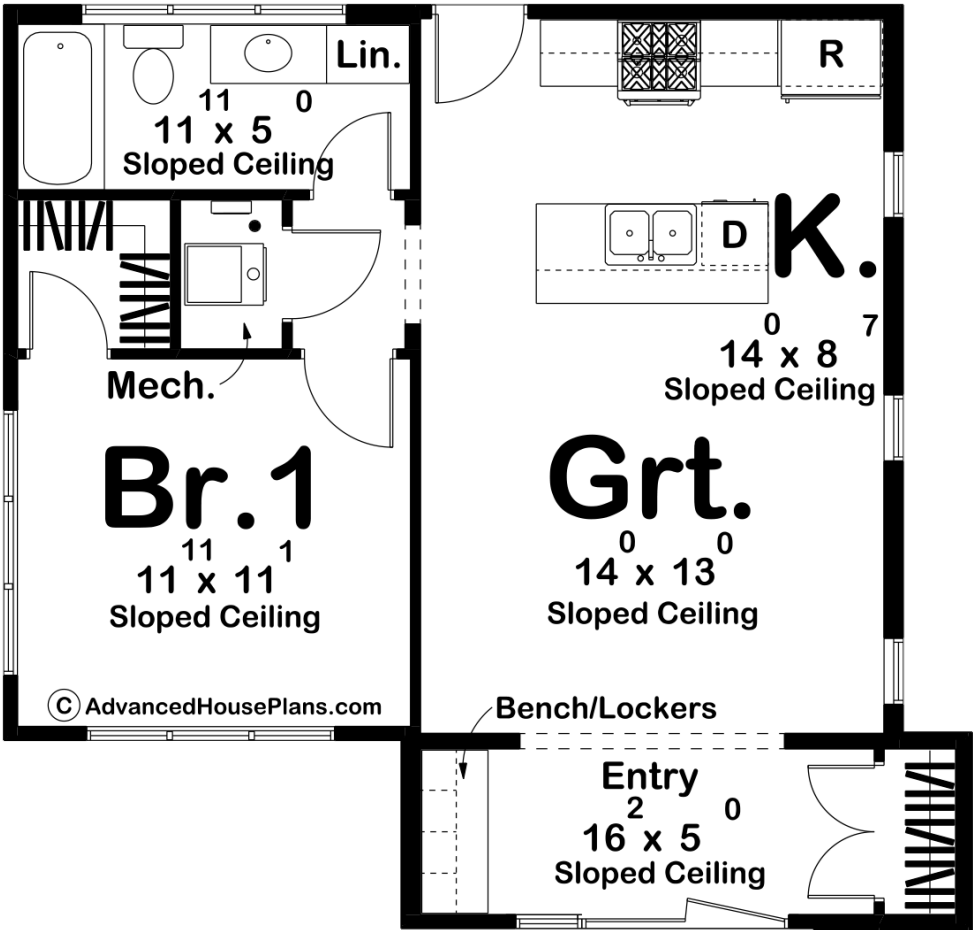 Lin.
R
11 0
11 x 5
Sloped Ceiling
D
K.
0 7
14 x 8
Sloped Ceiling
Mech.
Br.1
11 1
11 x 11
Sloped Ceiling
Grt.
0 0
14 x 13
Sloped Ceiling
C AdvancedHousePlans.com
Bench/Lockers
Entry
2 0
16 x 5
Sloped Ceiling